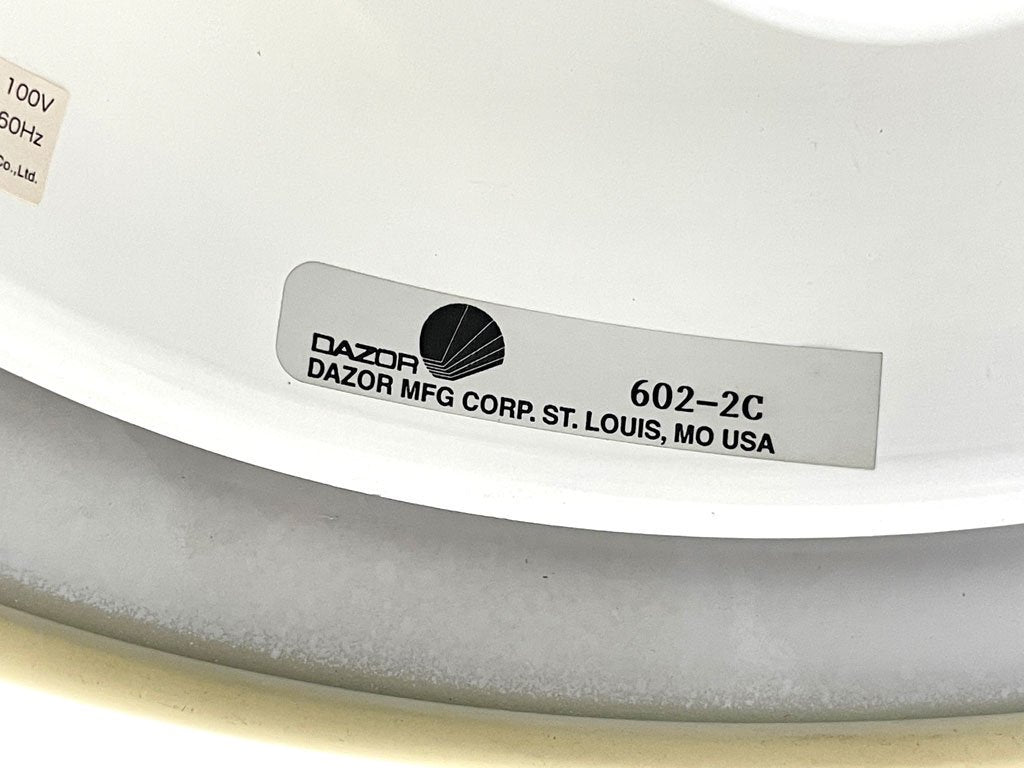 100V
60Hz
Co.,Ltd.
DAZOR
602-2C
DAZOR MFG CORP. ST. LOUIS, MO USA